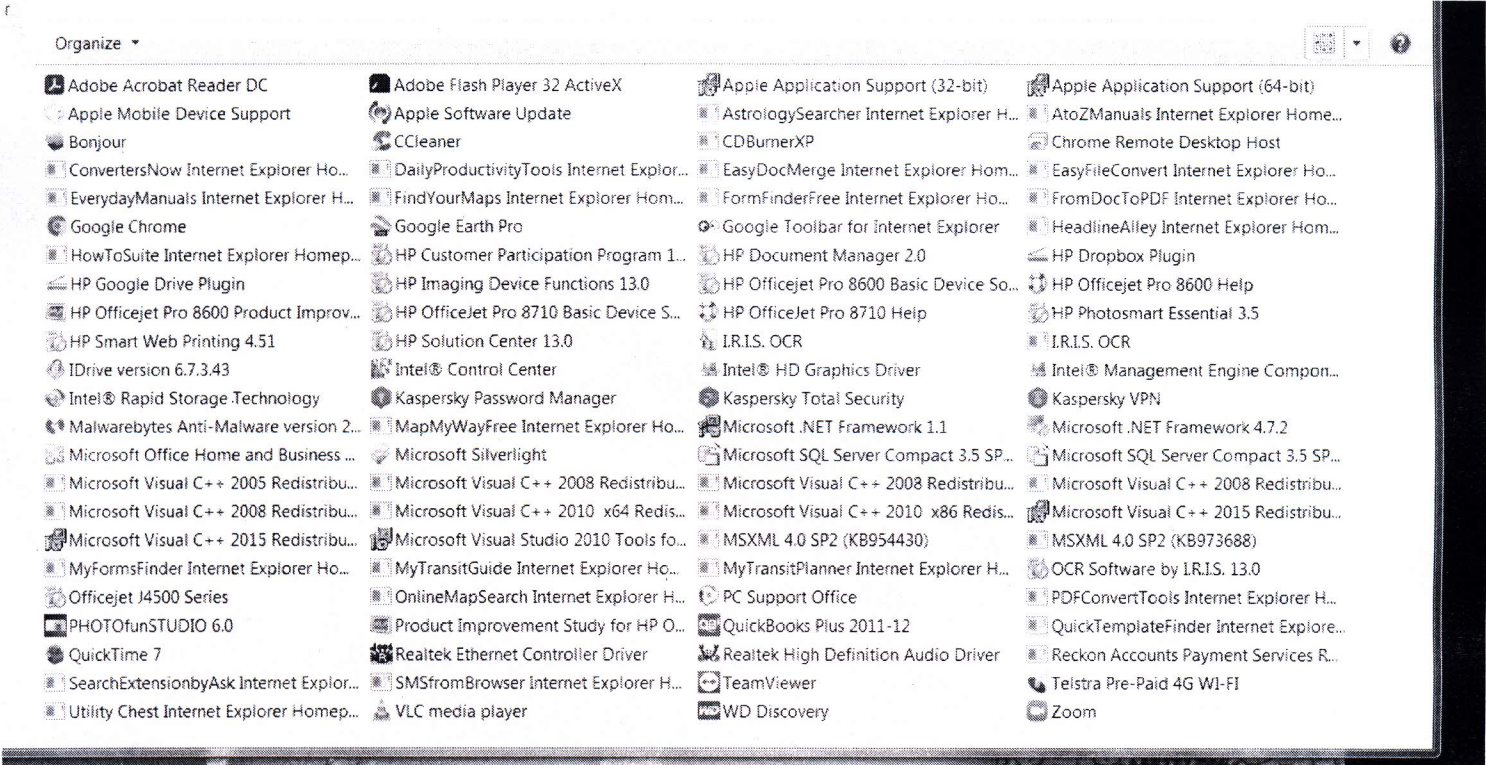 Organize
Adobe Acrobat Reader DC Adobe Flash Player 32 ActiveX Apple Application Support (32-bit) Apple Application Support (64-bit)
Apple Mobile Device Support Apple Software Update AstrologySearcher Internet Explorer H... AtoZManuals Internet Explorer Home...
Bonjour CCleaner CDBurnerXP Chrome Remote Desktop Host
ConvertersNow Internet Explorer Ho... DailyProductivityTools Internet Explor... EasyDocMerge Internet Explorer Hom... EasyFileConvert Internet Explorer Ho...
EverydayManuals Internet Explorer H... FindYourMaps Internet Explorer Hom... FormFinderFree Internet Explorer Ho... FromDocToPDF Internet Explorer Ho...
Google Chrome Google Earth Pro Google Toolbar for Internet Explorer HeadlineAlley Internet Explorer Hom...
HowToSuite Internet Explorer Homep... HP Customer Participation Program 1... HP Document Manager 2.0 HP Dropbox Plugin
HP Google Drive Plugin HP Imaging Device Functions 13.0 HP Officejet Pro 8600 Basic Device So... HP Officejet Pro 8600 Help
HP Officejet Pro 8600 Product Improv... HP OfficeJet Pro 8710 Basic Device S... HP OfficeJet Pro 8710 Help HP Photosmart Essential 3.5
HP Smart Web Printing 4.51 HP Solution Center 13.0 I.R.I.S. OCR I.R.I.S. OCR
IDrive version 6.7.3.43 Intel® Control Center Intel® HD Graphics Driver Intel® Management Engine Compon...
Intel® Rapid Storage Technology Kaspersky Password Manager Kaspersky Total Security Kaspersky VPN
Malwarebytes Anti-Malware version 2... MapMyWayFree Internet Explorer Ho... Microsoft .NET Framework 1.1 Microsoft .NET Framework 4.7.2
Microsoft Office Home and Business ... Microsoft Silverlight Microsoft SQL Server Compact 3.5 SP... Microsoft SQL Server Compact 3.5 SP...
Microsoft Visual C++ 2005 Redistribu... Microsoft Visual C++ 2008 Redistribu... Microsoft Visual C++ 2008 Redistribu... Microsoft Visual C++ 2008 Redistribu...
Microsoft Visual C++ 2008 Redistribu... Microsoft Visual C++ 2010 x64 Redis... Microsoft Visual C++ 2010 x86 Redis... Microsoft Visual C++ 2015 Redistribu...
Microsoft Visual C++ 2015 Redistribu... Microsoft Visual Studio 2010 Tools fo... MSXML 4.0 SP2 (KB954430) MSXML 4.0 SP2 (KB973688)
MyFormsFinder Internet Explorer Ho... MyTransitGuide Internet Explorer Ho... MyTransitPlanner Internet Explorer H... OCR Software by I.R.I.S. 13.0
Officejet J4500 Series OnlineMapSearch Internet Explorer H... PC Support Office PDFConvertTools Internet Explorer H...
PHOTOfunSTUDIO 6.0 Product Improvement Study for HP O... QuickBooks Plus 2011-12 QuickTemplateFinder Internet Explore...
QuickTime 7 Realtek Ethernet Controller Driver Realtek High Definition Audio Driver Reckon Accounts Payment Services R...
SearchExtensionbyAsk Internet Explor... SMSfromBrowser Internet Explorer H... TeamViewer Telstra Pre-Paid 4G WI-FI
Utility Chest Internet Explorer Homep... VLC media player WD Discovery Zoom